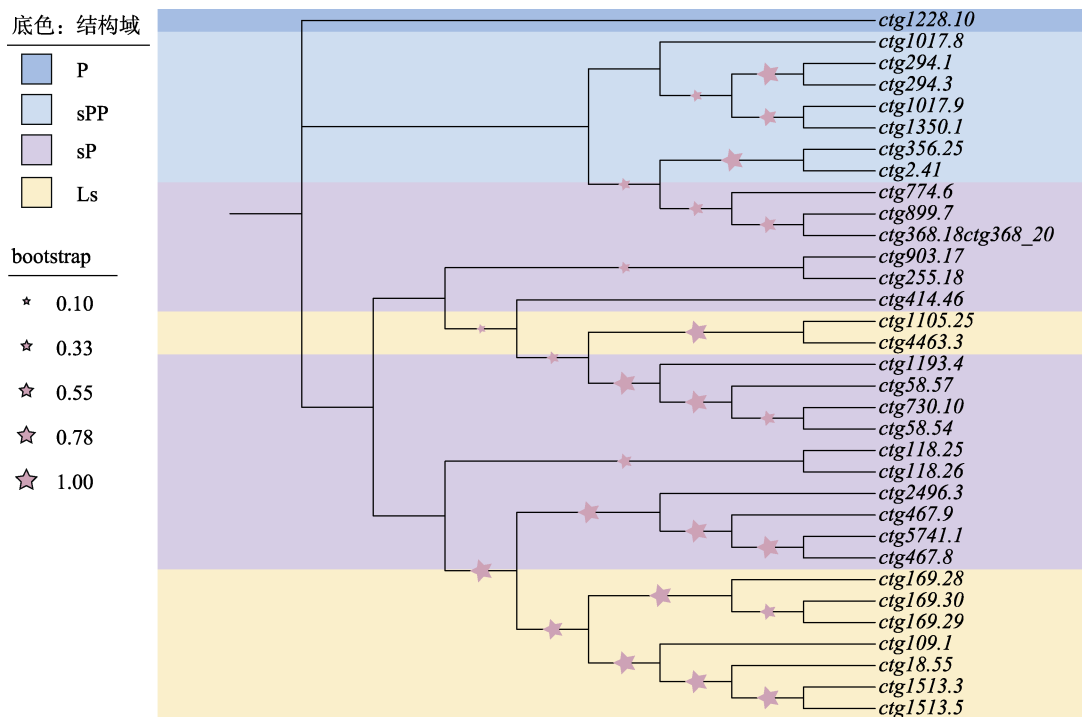 底色：结构域
P
sPP
sP
Ls
bootstrap
0.10
0.33
0.55
0.78
1.00
ctg1228.10
ctg1017.8
ctg294.1
ctg294.3
ctg1017.9
ctg1350.1
ctg356.25
ctg2.41
ctg774.6
ctg899.7
ctg368.18ctg368_20
ctg903.17
ctg255.18
ctg414.46
ctg1105.25
ctg4463.3
ctg1193.4
ctg58.57
ctg730.10
ctg58.54
ctg118.25
ctg118.26
ctg2496.3
ctg467.9
ctg5741.1
ctg467.8
ctg169.28
ctg169.30
ctg169.29
ctg109.1
ctg18.55
ctg1513.3
ctg1513.5